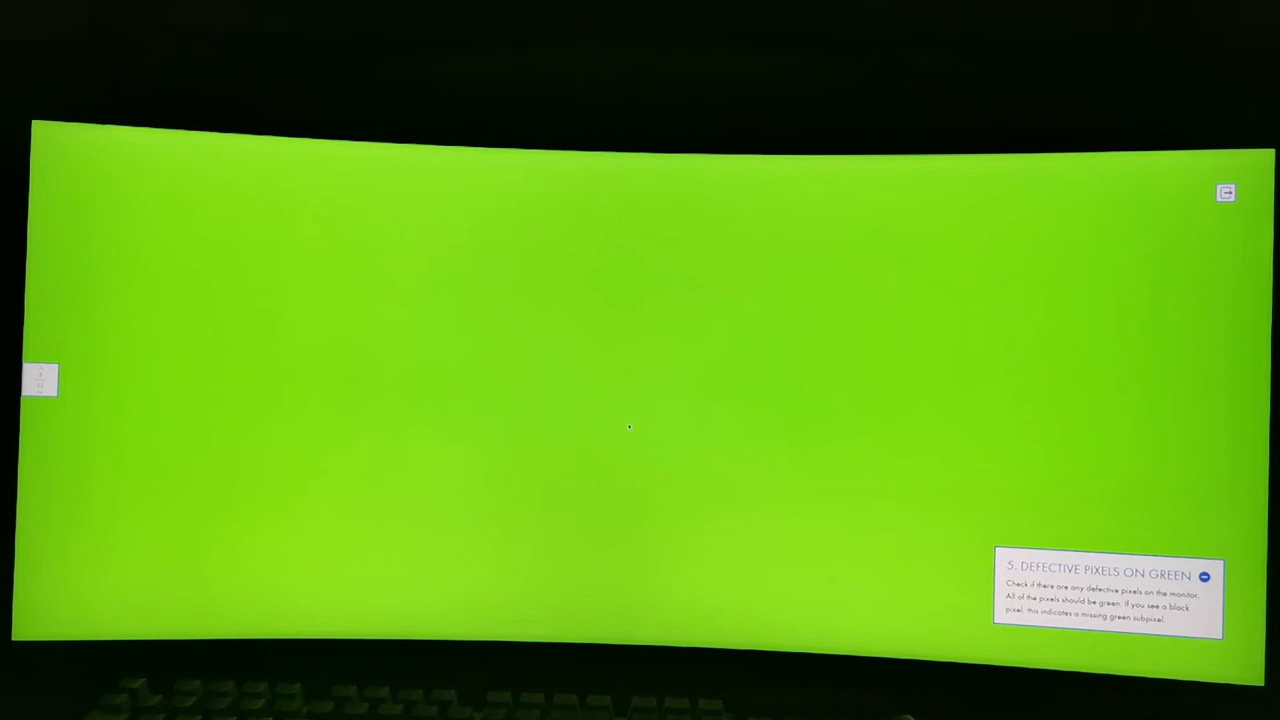 5. DEFECTIVE PIXELS ON GREEN
Check if there are any defective pixels on the monitor.
All of the pixels should be green. If you see a black
pixel, this indicates a missing green subpixel.